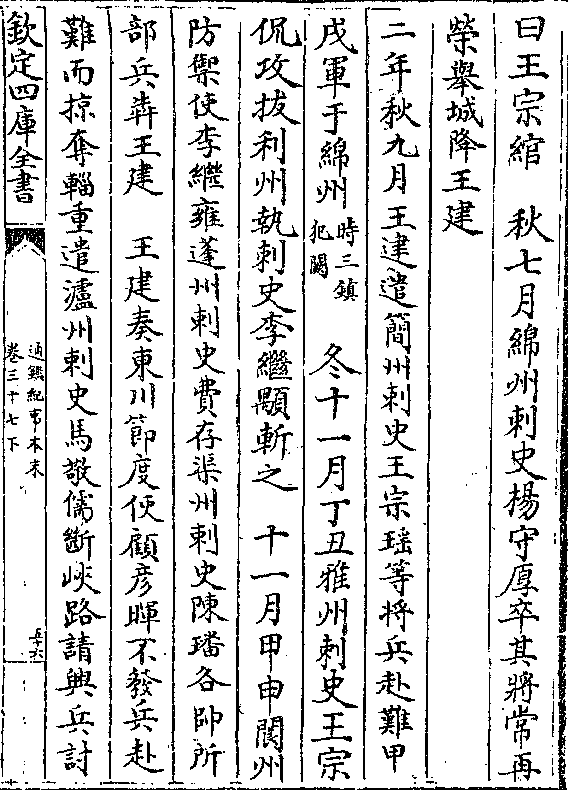 曰王宗綰　秋七月綿州刺史楊守厚卒其將常再
榮舉城降王建
二年秋九月王建遣簡州刺史王宗瑶等將兵赴難甲
戌軍于綿州時三鎮犯闕　冬十一月丁丑雅州刺史王宗
侃攻拔利州執刺史李繼顒斬之　十一月甲申閬州
防禦使李繼雍蓬州刺史費存渠州刺史陳璠各帥所
部兵犇王建　王建奏東川節度使顧彦暉不發兵赴
難而掠奪輜重遣瀘州刺史馬敬儒斷峽路請興兵討
欽定四庫全書
通鑑紀事本末
卷三十七下
五十六